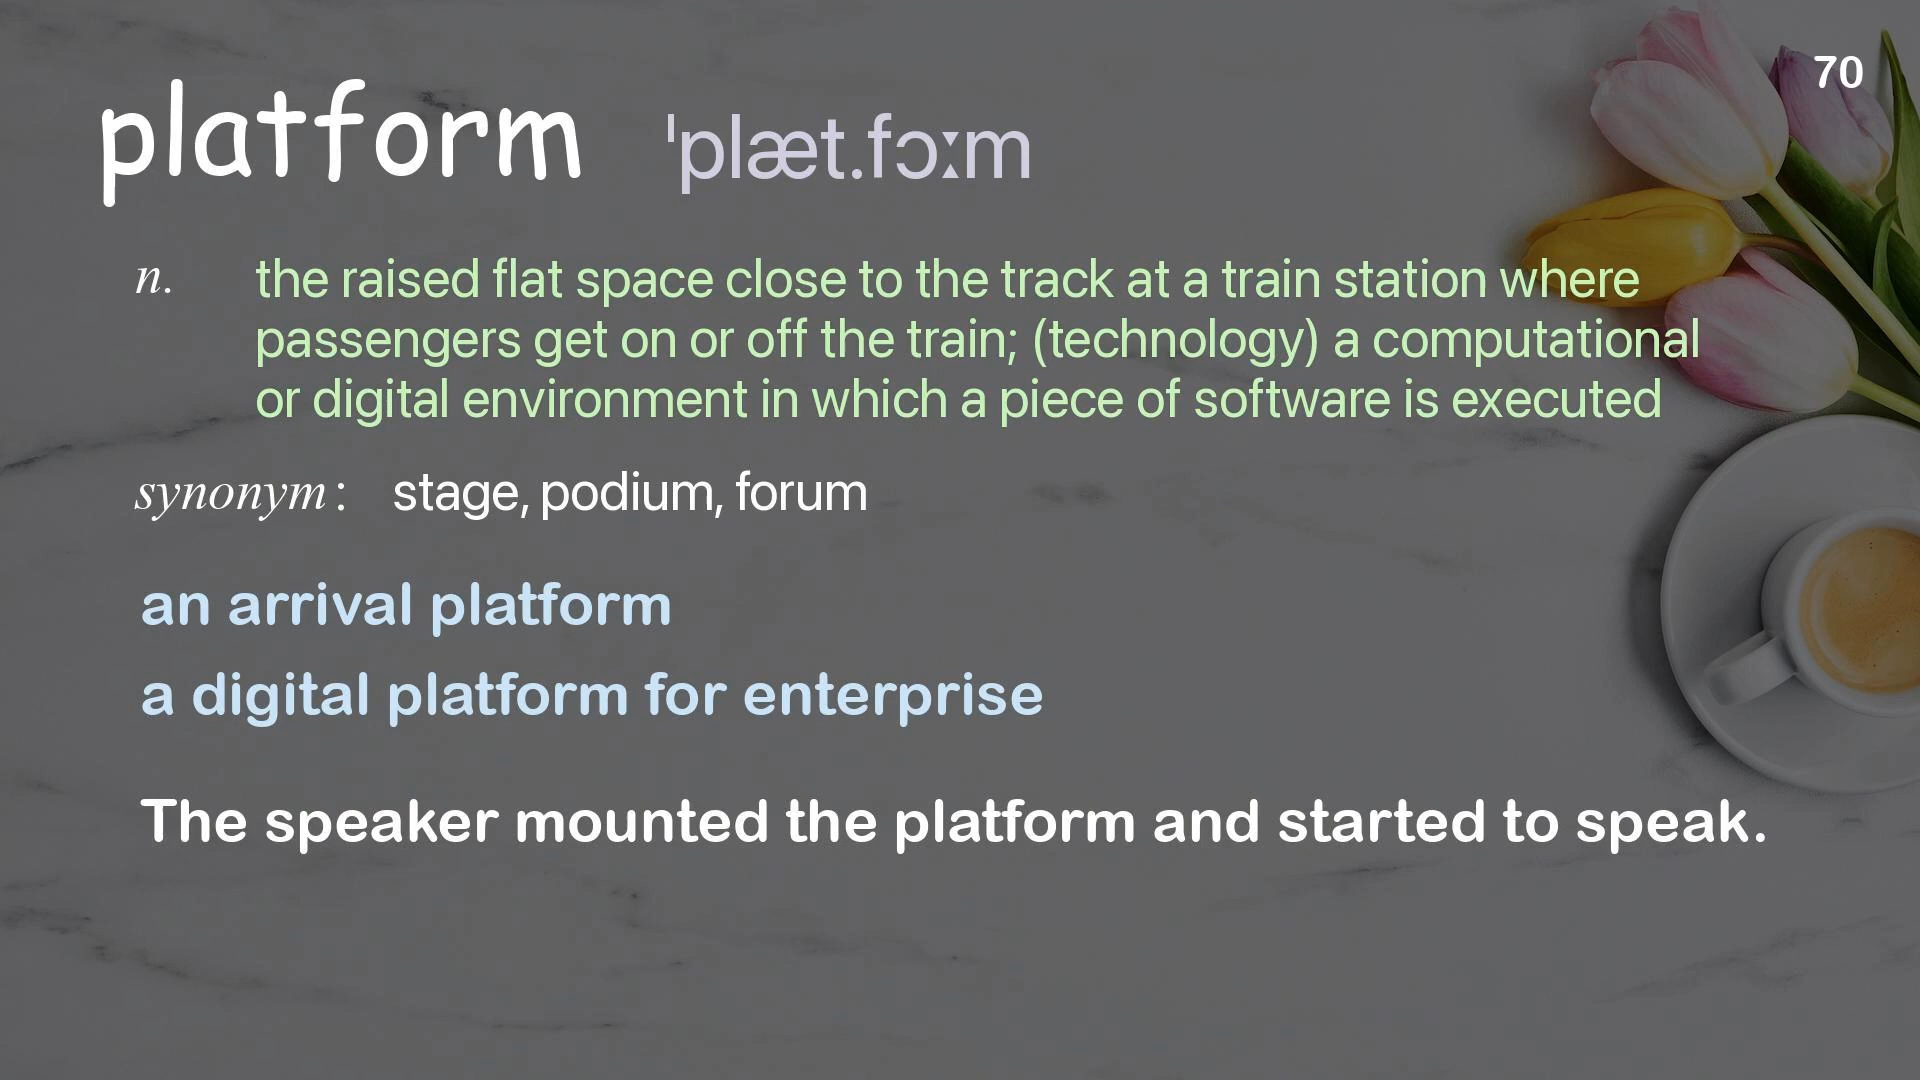 70
platform ˈplæt.fɔːm
n. the raised flat space close to the track at a train station where
passengers get on or off the train; (technology) a computational
or digital environment in which a piece of software is executed
synonym: stage, podium, forum
an arrival platform
a digital platform for enterprise
The speaker mounted the platform and started to speak.